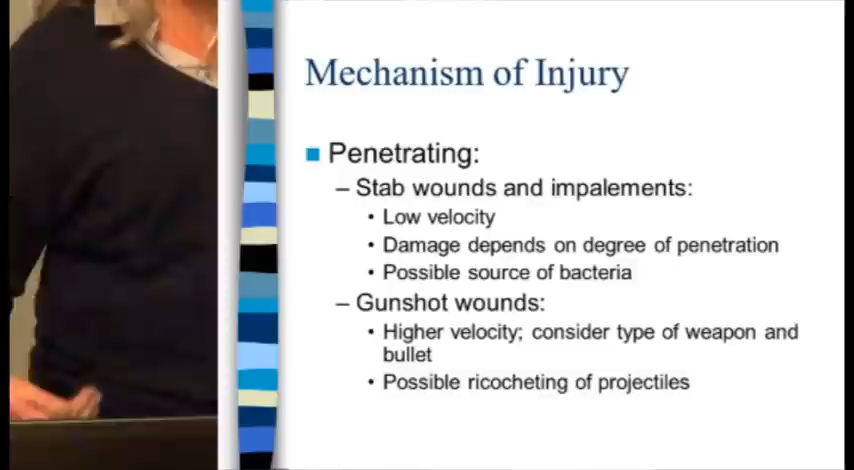 Mechanism of Injury
■ Penetrating:
– Stab wounds and impalements:
• Low velocity
• Damage depends on degree of penetration
• Possible source of bacteria
– Gunshot wounds:
• Higher velocity; consider type of weapon and
bullet
• Possible ricocheting of projectiles